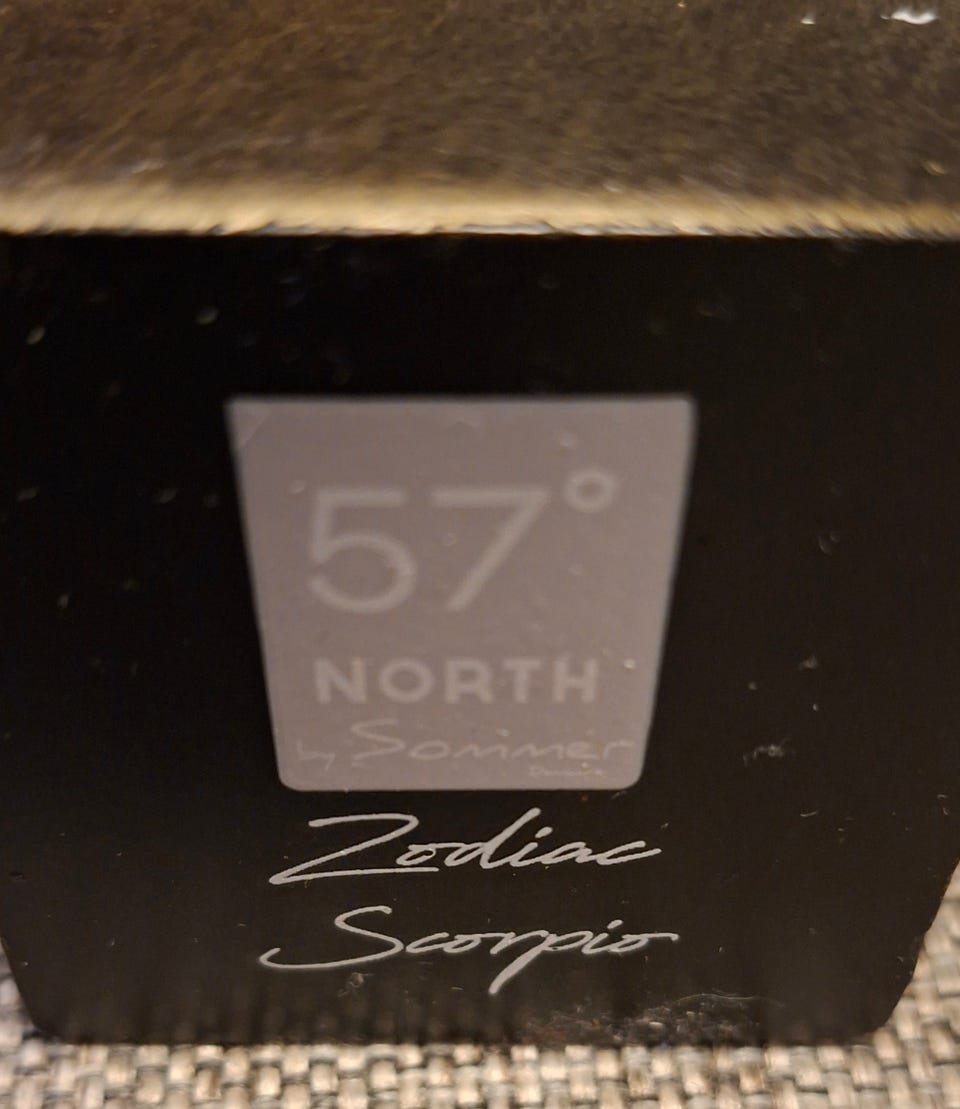 57°
NORTH
by Sommer
Zodiac
Scorpio